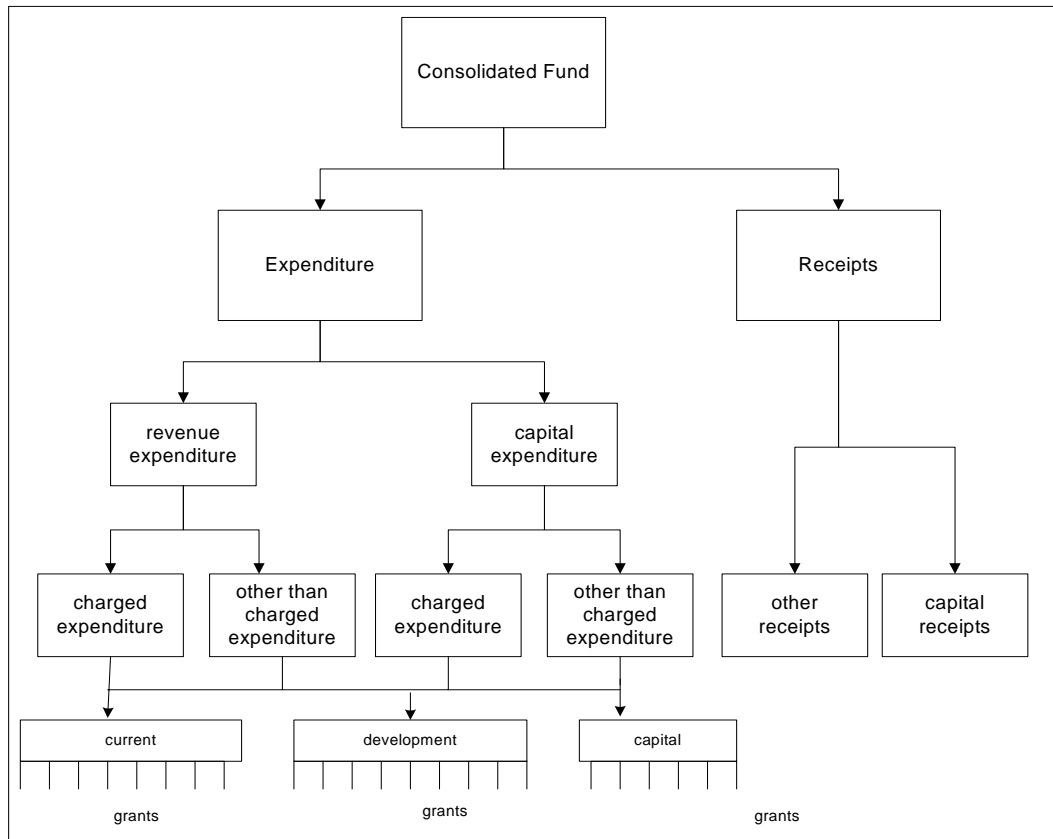 Consolidated Fund
Expenditure
Receipts
revenue
expenditure
capital
expenditure
charged
expenditure
other than
charged
expenditure
charged
expenditure
other than
charged
expenditure
other
receipts
capital
receipts
current
development
capital
grants
grants
grants